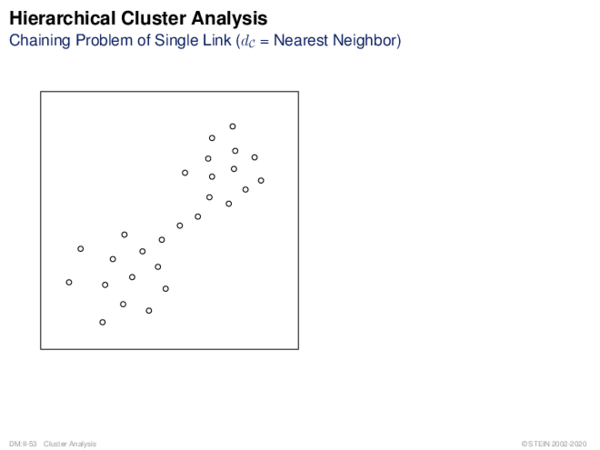 Hierarchical Cluster Analysis
Chaining Problem of Single Link (d_C = Nearest Neighbor)
DM:II-53 Cluster Analysis © STEIN 2002-2020